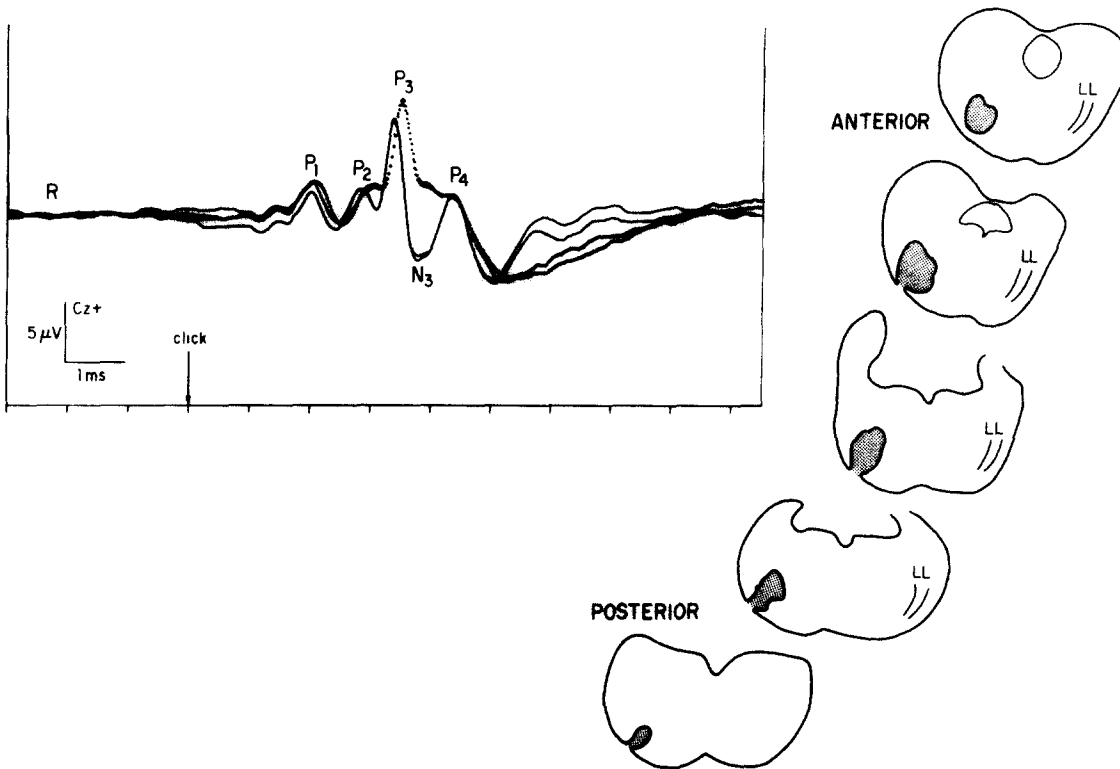 P3
P1
P2
P4
R
N3
Cz+
5 μV
1ms
click
LL
ANTERIOR
LL
LL
LL
POSTERIOR